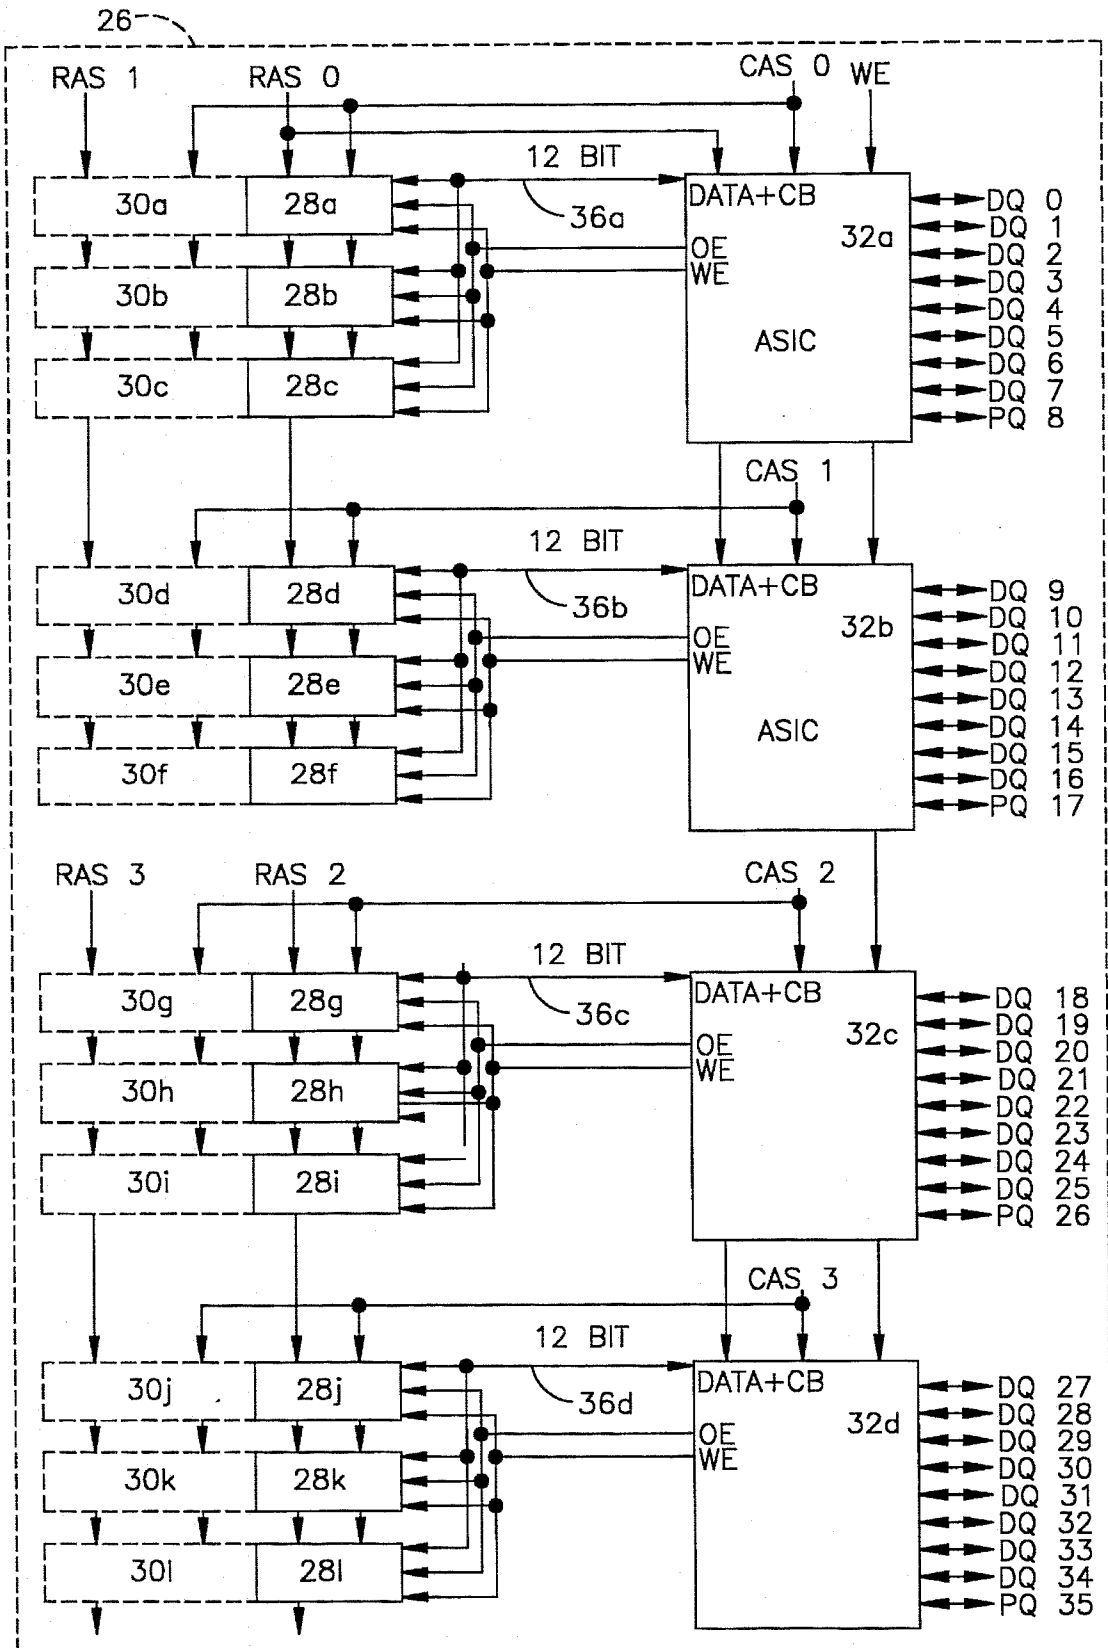 26
RAS 1 RAS 0 CAS 0 WE
12 BIT
30a 28a 36a DATA+CB 32a DQ 0
DQ 1
OE DQ 2
WE DQ 3
30b 28b DQ 4
ASIC DQ 5
DQ 6
30c 28c DQ 7
PQ 8
CAS 1
12 BIT
30d 28d 36b DATA+CB 32b DQ 9
DQ 10
OE DQ 11
WE DQ 12
30e 28e DQ 13
ASIC DQ 14
DQ 15
30f 28f DQ 16
PQ 17
RAS 3 RAS 2 CAS 2
12 BIT
30g 28g 36c DATA+CB 32c DQ 18
DQ 19
OE DQ 20
WE DQ 21
30h 28h DQ 22
DQ 23
DQ 24
30i 28i DQ 25
PQ 26
CAS 3
12 BIT
30j 28j 36d DATA+CB 32d DQ 27
DQ 28
OE DQ 29
WE DQ 30
30k 28k DQ 31
DQ 32
DQ 33
30l 28l DQ 34
PQ 35